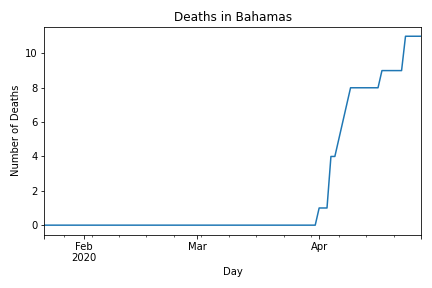 Deaths in Bahamas
10
8
6
4
2
0
Number of Deaths
Feb
2020
Mar
Apr
Day